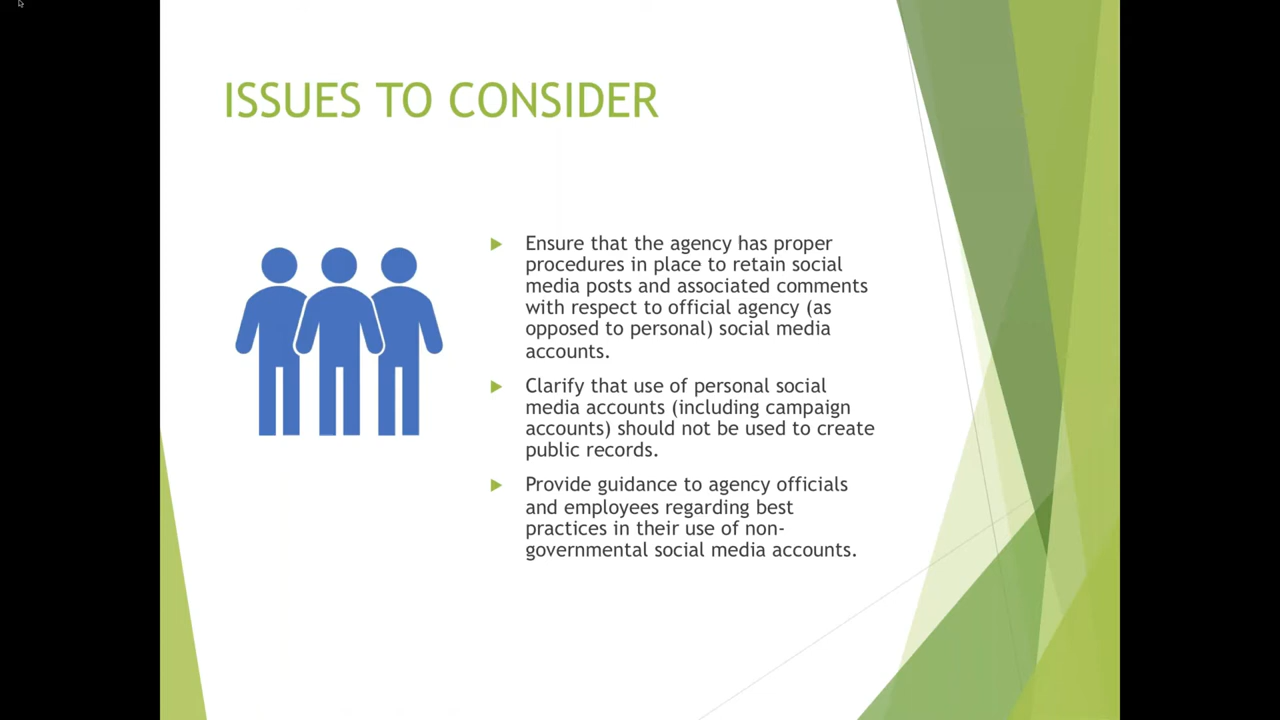 ISSUES TO CONSIDER
Ensure that the agency has proper
procedures in place to retain social
media posts and associated comments
with respect to official agency (as
opposed to personal) social media
accounts.
Clarify that use of personal social
media accounts (including campaign
accounts) should not be used to create
public records.
Provide guidance to agency officials
and employees regarding best
practices in their use of non-
governmental social media accounts.